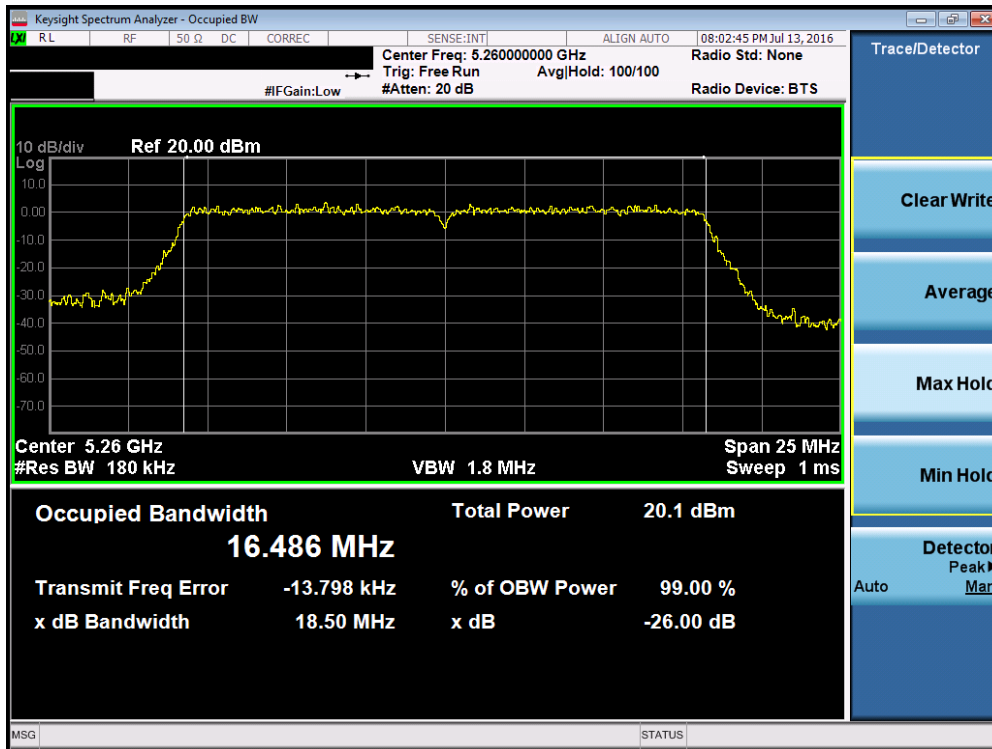 Keysight Spectrum Analyzer - Occupied BW
LXI RL RF 50 Ω DC CORREC SENSE:INT ALIGN AUTO 08:02:45 PM Jul 13, 2016
Center Freq: 5.260000000 GHz Radio Std: None
Trig: Free Run Avg|Hold: 100/100
#IFGain:Low #Atten: 20 dB Radio Device: BTS
10 dB/div Ref 20.00 dBm
Log
10.0
0.00
-10.0
-20.0
-30.0
-40.0
-50.0
-60.0
-70.0
Center 5.26 GHz Span 25 MHz
#Res BW 180 kHz VBW 1.8 MHz Sweep 1 ms
Occupied Bandwidth Total Power 20.1 dBm
16.486 MHz
Transmit Freq Error -13.798 kHz % of OBW Power 99.00 %
x dB Bandwidth 18.50 MHz x dB -26.00 dB
MSG STATUS
Trace/Detector
Clear Write
Average
Max Hold
Min Hold
Detector
Peak
Auto Man